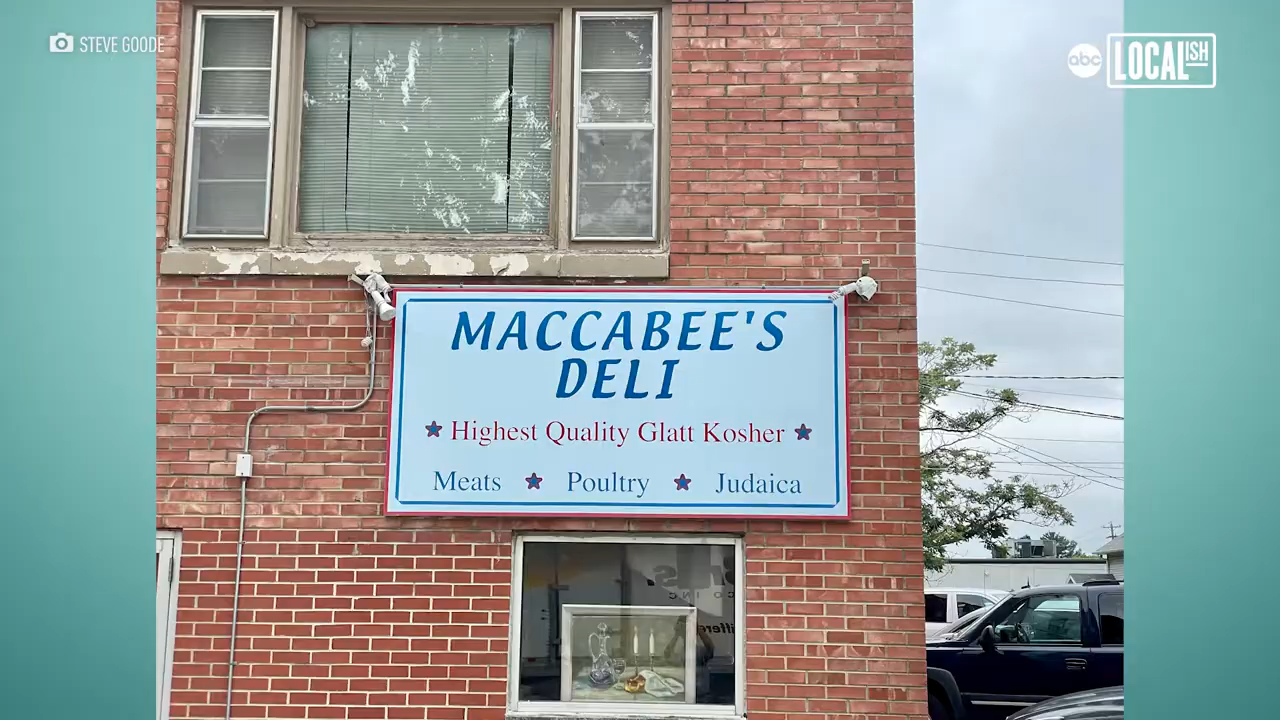 STEVE GOODE
abc LOCALISH
MACCABEE'S
DELI
Highest Quality Glatt Kosher
Meats Poultry Judaica